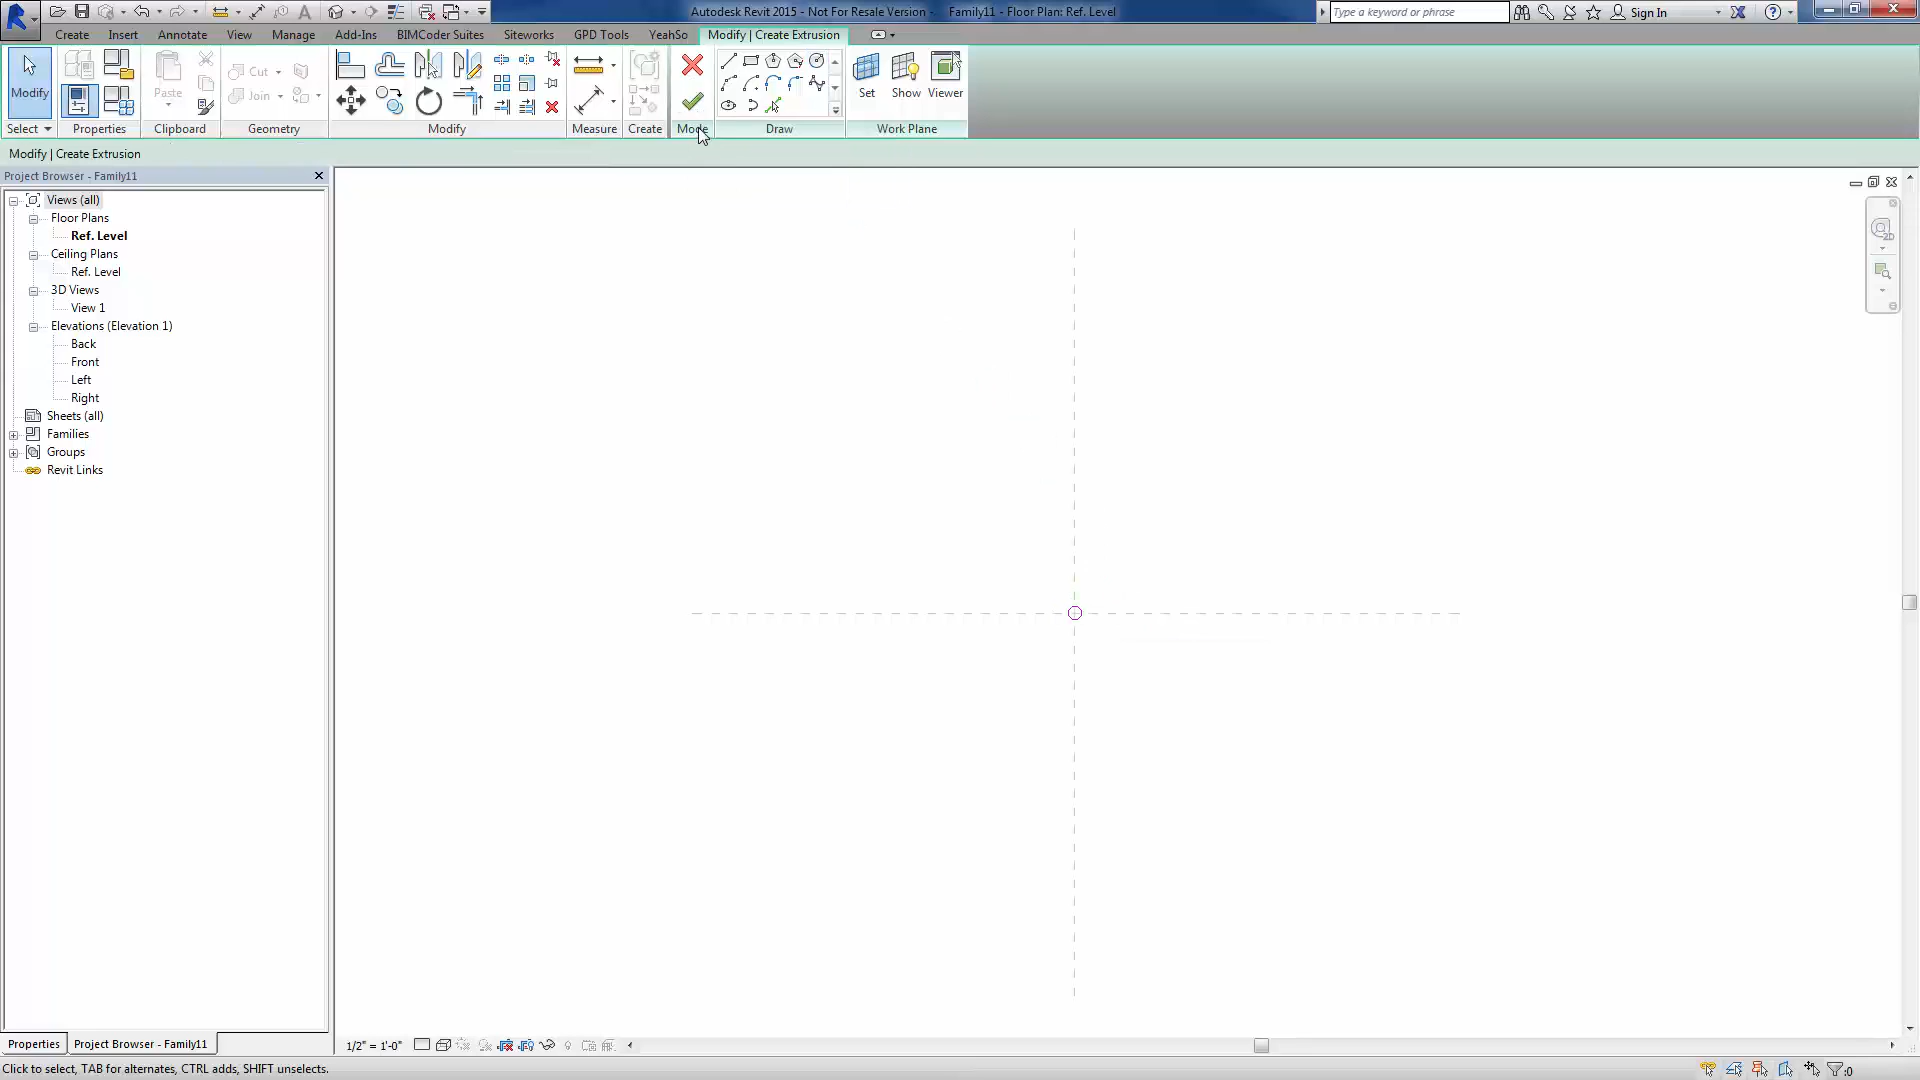 Autodesk Revit 2015 - Not For Resale Version - Family11 - Floor Plan: Ref. Level
Type a keyword or phrase
Sign In
Create Insert Annotate View Manage Add-Ins BIMCoder Suites Siteworks GPD Tools YeahSo Modify | Create Extrusion
Modify
Paste
Cut
Join
Set Show Viewer
Select Properties Clipboard Geometry Modify Measure Create Mode Draw Work Plane
Modify | Create Extrusion
Project Browser - Family11
Views (all)
Floor Plans
Ref. Level
Ceiling Plans
Ref. Level
3D Views
View 1
Elevations (Elevation 1)
Back
Front
Left
Right
Sheets (all)
Families
Groups
Revit Links
2D
Properties Project Browser - Family11
1/2" = 1'-0"
Click to select, TAB for alternates, CTRL adds, SHIFT unselects.
:0